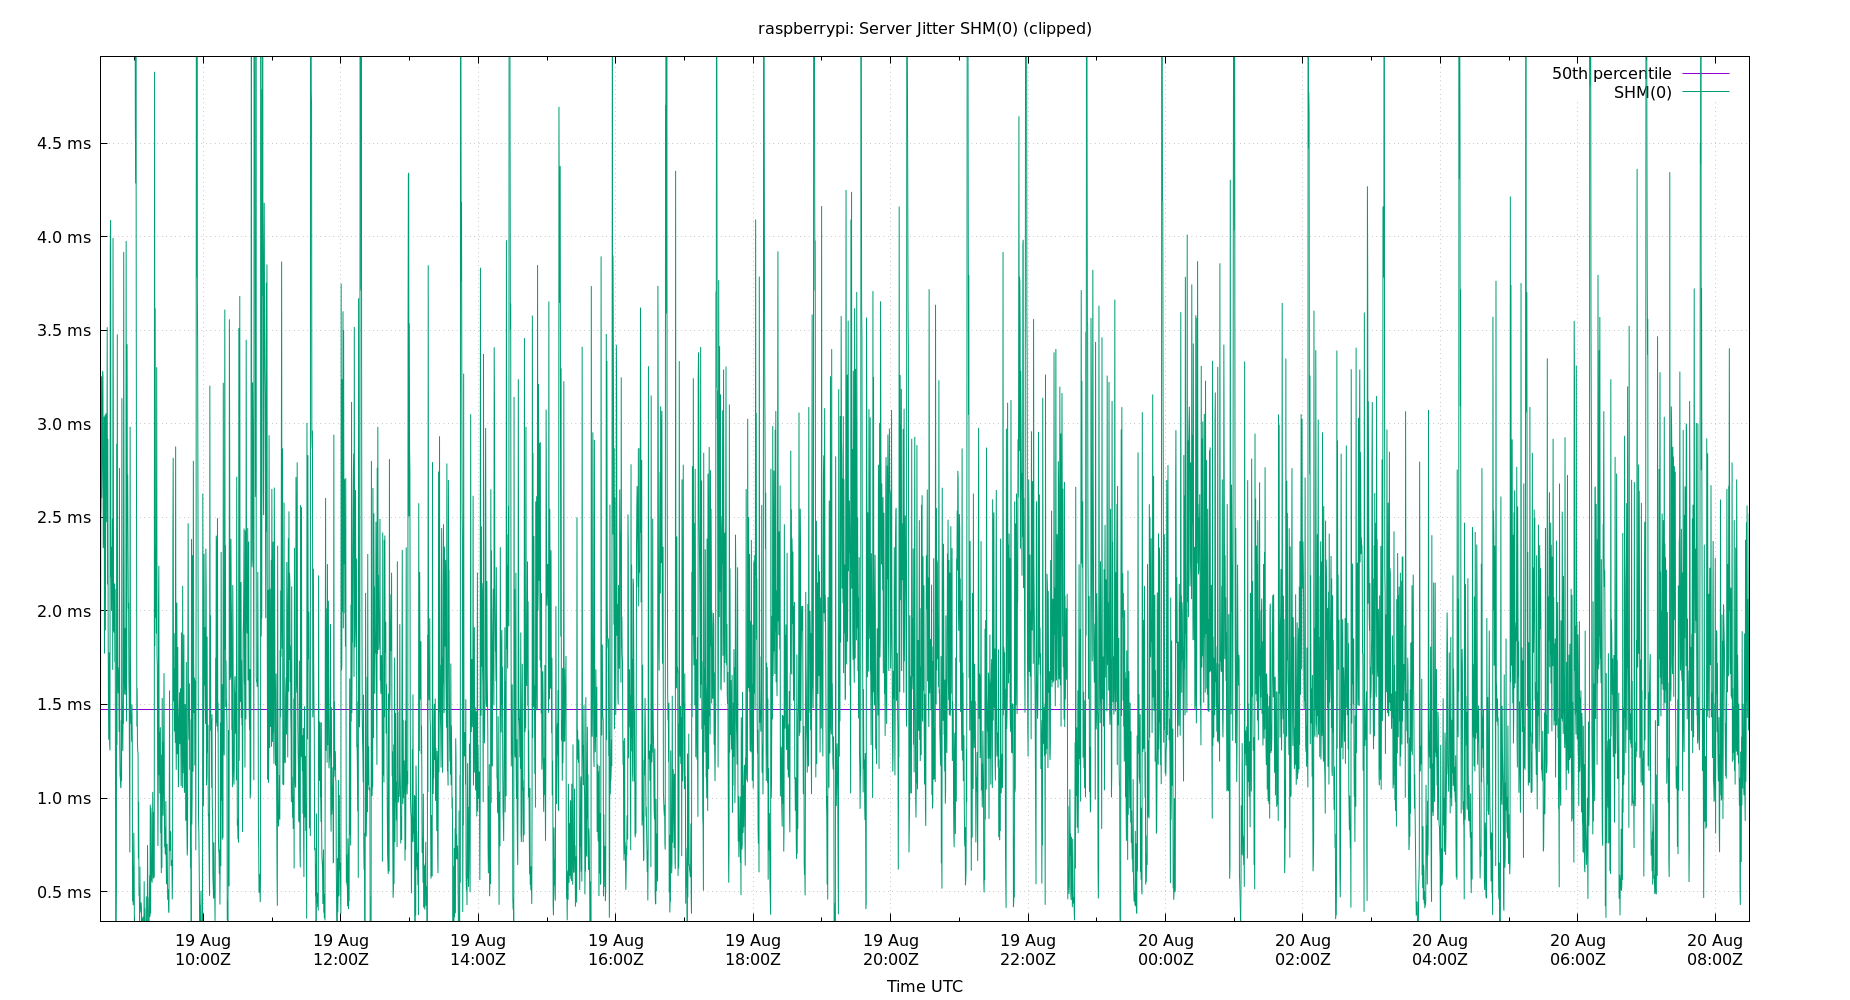 raspberrypi: Server Jitter SHM(0) (clipped)
50th percentile
SHM(0)
4.5 ms
4.0 ms
3.5 ms
3.0 ms
2.5 ms
2.0 ms
1.5 ms
1.0 ms
0.5 ms
19 Aug 19 Aug 19 Aug 19 Aug 19 Aug 19 Aug 19 Aug 20 Aug 20 Aug 20 Aug 20 Aug 20 Aug
10:00Z 12:00Z 14:00Z 16:00Z 18:00Z 20:00Z 22:00Z 00:00Z 02:00Z 04:00Z 06:00Z 08:00Z
Time UTC